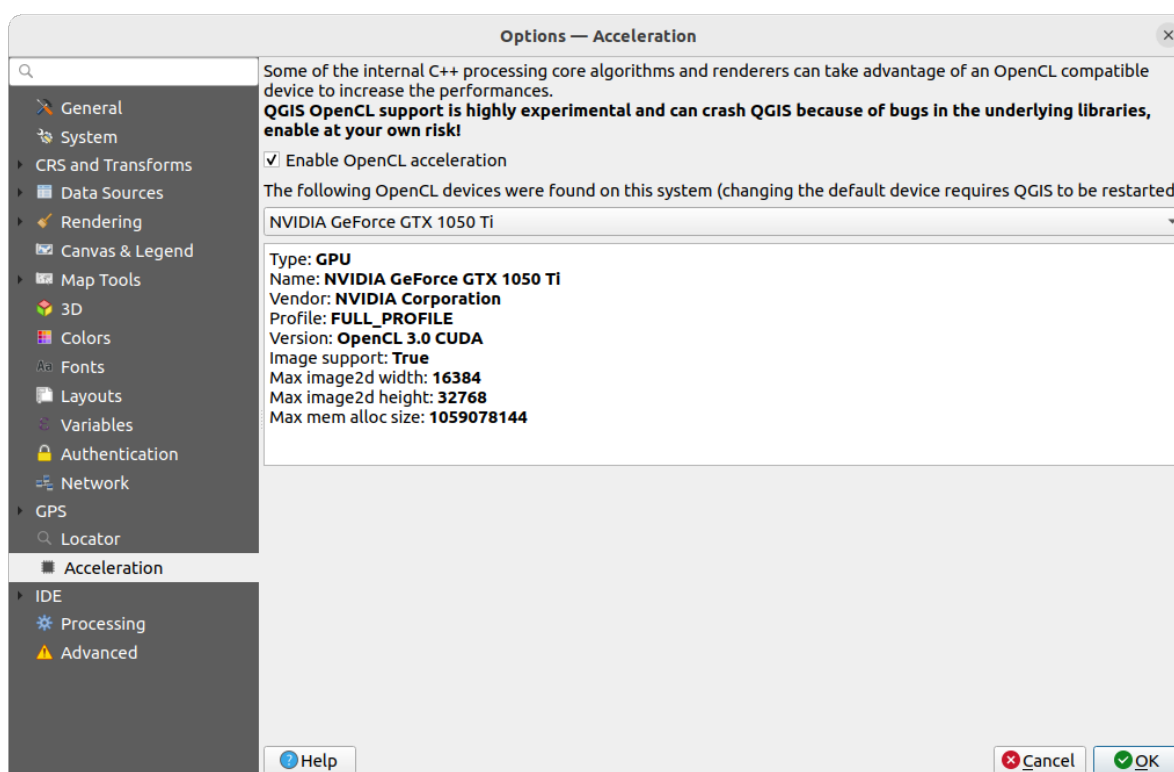 Options — Acceleration
General
System
CRS and Transforms
Data Sources
Rendering
Canvas & Legend
Map Tools
3D
Colors
Fonts
Layouts
Variables
Authentication
Network
GPS
Locator
Acceleration
IDE
Processing
Advanced
Some of the internal C++ processing core algorithms and renderers can take advantage of an OpenCL compatible
device to increase the performances.
QGIS OpenCL support is highly experimental and can crash QGIS because of bugs in the underlying libraries,
enable at your own risk!
Enable OpenCL acceleration
The following OpenCL devices were found on this system (changing the default device requires QGIS to be restarted
NVIDIA GeForce GTX 1050 Ti
Type: GPU
Name: NVIDIA GeForce GTX 1050 Ti
Vendor: NVIDIA Corporation
Profile: FULL_PROFILE
Version: OpenCL 3.0 CUDA
Image support: True
Max image2d width: 16384
Max image2d height: 32768
Max mem alloc size: 1059078144
Help
Cancel
OK